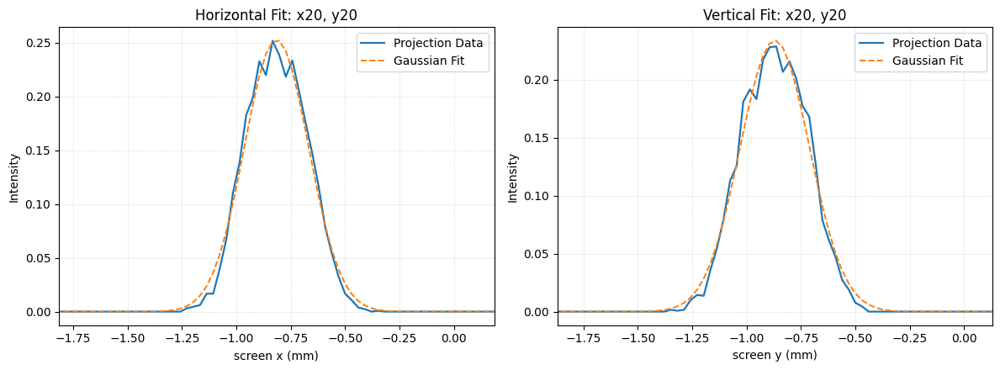 Horizontal Fit: x20, y20
0.25
0.20
0.15
0.10
0.05
0.00
Intensity
Projection Data
Gaussian Fit
−1.75 −1.50 −1.25 −1.00 −0.75 −0.50 −0.25 0.00
screen x (mm)
Vertical Fit: x20, y20
0.20
0.15
0.10
0.05
0.00
Intensity
Projection Data
Gaussian Fit
−1.75 −1.50 −1.25 −1.00 −0.75 −0.50 −0.25 0.00
screen y (mm)